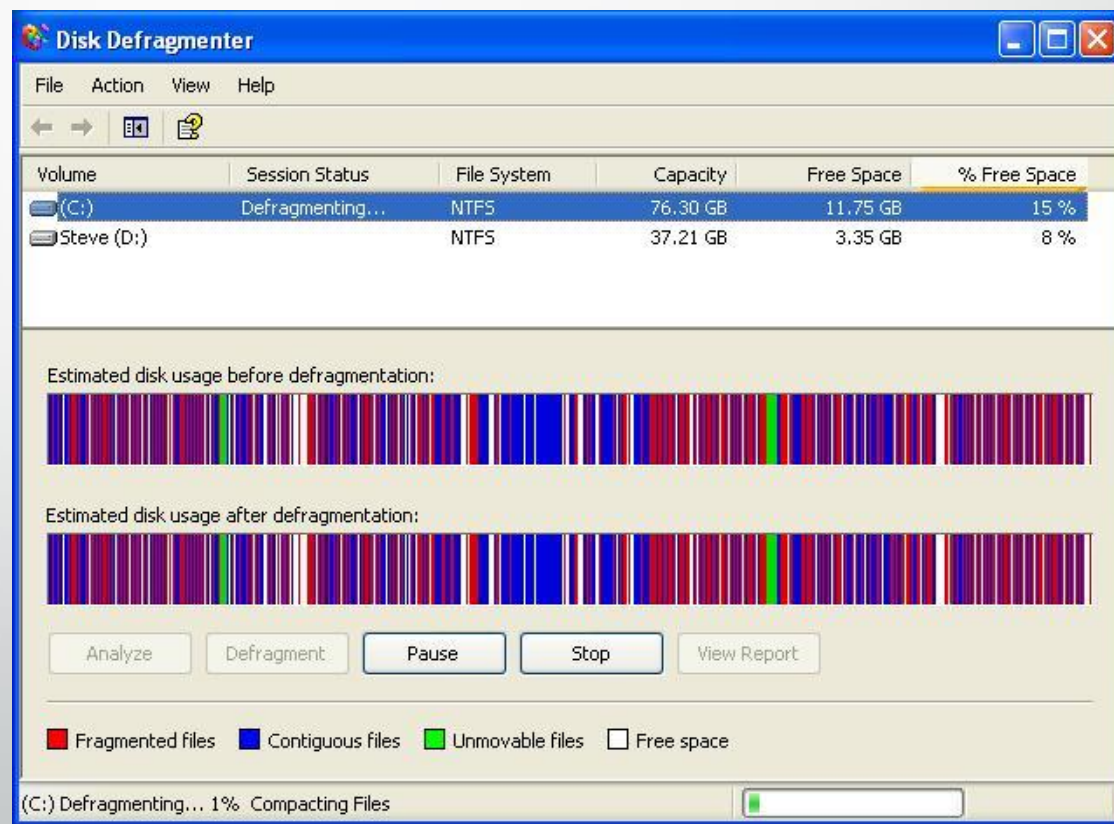 Disk Defragmenter
File Action View Help
Volume Session Status File System Capacity Free Space % Free Space
(C:) Defragmenting... NTFS 76.30 GB 11.75 GB 15 %
Steve (D:) NTFS 37.21 GB 3.35 GB 8 %
Estimated disk usage before defragmentation:
Estimated disk usage after defragmentation:
Analyze Defragment Pause Stop View Report
Fragmented files Contiguous files Unmovable files Free space
(C:) Defragmenting... 1% Compacting Files